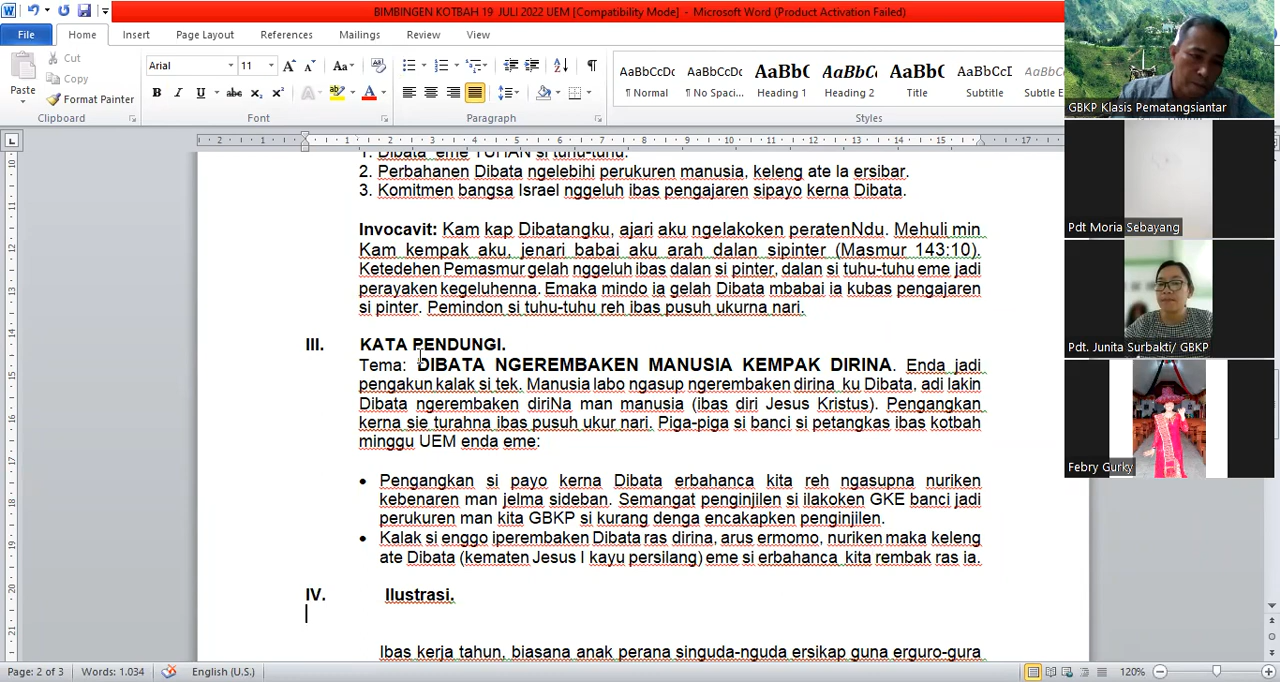 BIMBINGEN KOTBAH 19 JULI 2022 UEM [Compatibility Mode] - Microsoft Word (Product Activation Failed)
File Home Insert Page Layout References Mailings Review View
Cut
Copy
Format Painter
Paste
Arial 11
Clipboard Font Paragraph Styles
AaBbCcDc AaBbCcDc AaBbC AaBbCc AaBbC AaBbCcD AaBbCcD
¶ Normal ¶ No Spaci... Heading 1 Heading 2 Title Subtitle Subtle E
1. Dibata eme TUHAN si tuhu-tuhu.
2. Perbahanen Dibata ngelebihi perukuren manusia, keleng ate la ersibar.
3. Komitmen bangsa Israel nggeluh ibas pengajaren sipayo kerna Dibata.
Invocavit: Kam kap Dibatangku, ajari aku ngelakoken peratenNdu. Mehuli min
Kam kempak aku, jenari babai aku arah dalan sipinter (Masmur 143:10).
Ketedehen Pemasmur gelah nggeluh ibas dalan si pinter, dalan si tuhu-tuhu eme jadi
perayaken kegeluhenna. Emaka mindo ia gelah Dibata mbabai ia kubas pengajaren
si pinter. Pemindon si tuhu-tuhu reh ibas pusuh ukurna nari.
III. KATA PENDUNGI.
Tema: DIBATA NGEREMBAKEN MANUSIA KEMPAK DIRINA. Enda jadi
pengakun kalak si tek. Manusia labo ngasup ngerembaken dirina ku Dibata, adi lakin
Dibata ngerembaken diriNa man manusia (ibas diri Jesus Kristus). Pengangkan
kerna sie turahna ibas pusuh ukur nari. Piga-piga si banci si petangkas ibas kotbah
minggu UEM enda eme:
• Pengangkan si payo kerna Dibata erbahanca kita reh ngasupna nuriken
kebenaren man jelma sideban. Semangat penginjilen si ilakoken GKE banci jadi
perukuren man kita GBKP si kurang denga encakapken penginjilen.
• Kalak si enggo iperembaken Dibata ras dirina, arus ermomo, nuriken maka keleng
ate Dibata (kematen Jesus I kayu persilang) eme si erbahanca kita rembak ras ia.
IV. Ilustrasi.
Ibas kerja tahun, biasana anak perana singuda-nguda ersikap guna erguro-gura
Page: 2 of 3 Words: 1.034 English (U.S.) 120%
GBKP Klasis Pematangsiantar
Pdt Moria Sebayang
Pdt. Junita Surbakti/ GBKP
Febry Gurky